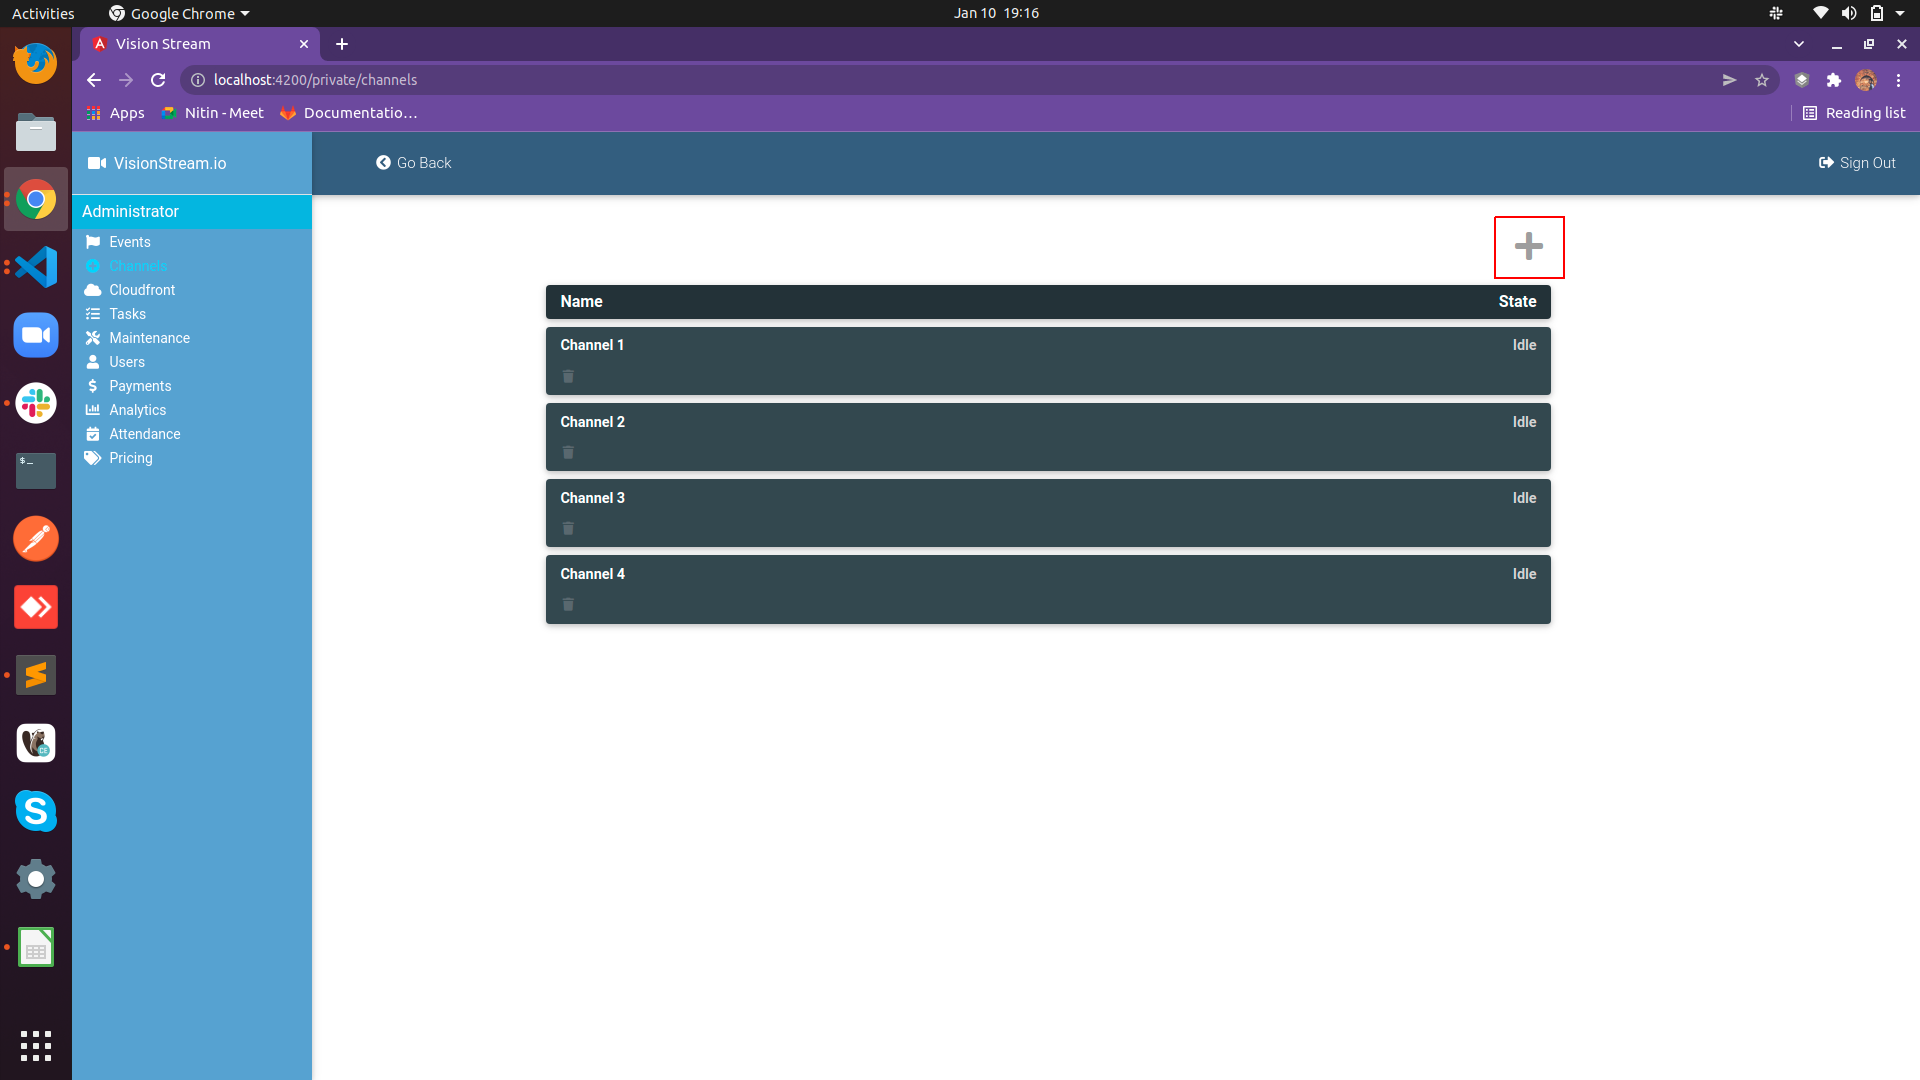 Activities
Google Chrome
Jan 10 19:16
Vision Stream
localhost:4200/private/channels
Apps
Nitin - Meet
Documentatio…
Reading list
VisionStream.io
Go Back
Sign Out
Administrator
Events
Channels
Cloudfront
Tasks
Maintenance
Users
Payments
Analytics
Attendance
Pricing
Name State
Channel 1 Idle
Channel 2 Idle
Channel 3 Idle
Channel 4 Idle